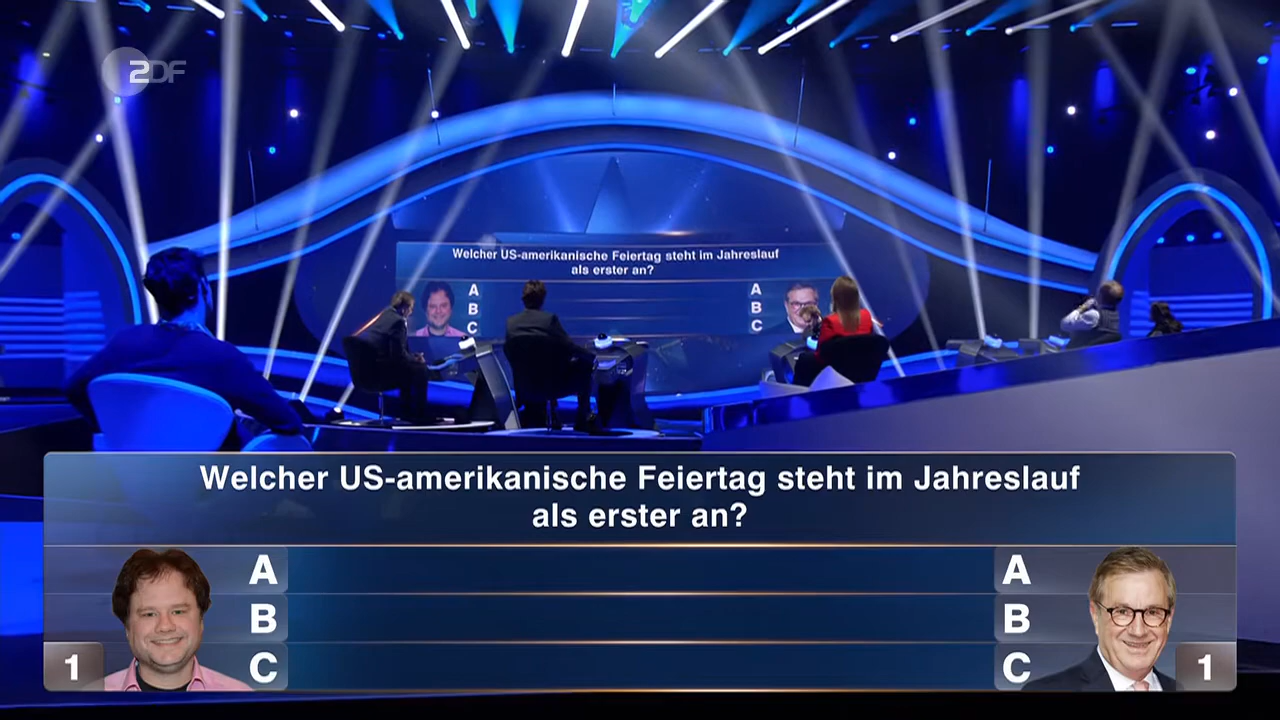 ZDF
Welcher US-amerikanische Feiertag steht im Jahreslauf
als erster an?
A
B
C
A
B
C
Welcher US-amerikanische Feiertag steht im Jahreslauf
als erster an?
A
B
C
A
B
C
1
1